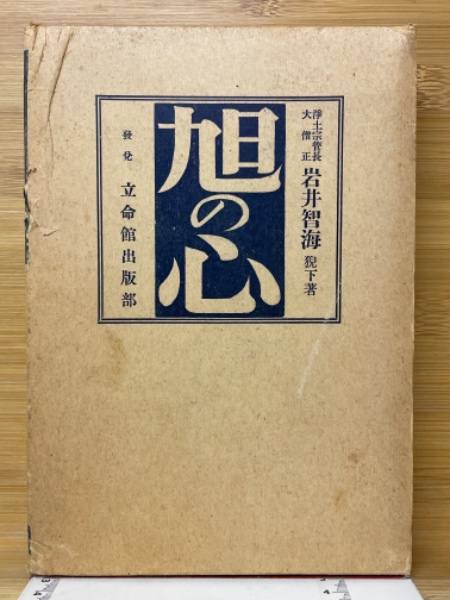 浄土宗管長
大僧正
岩井智海
猊下著
旭の心
發兌
立命館出版部